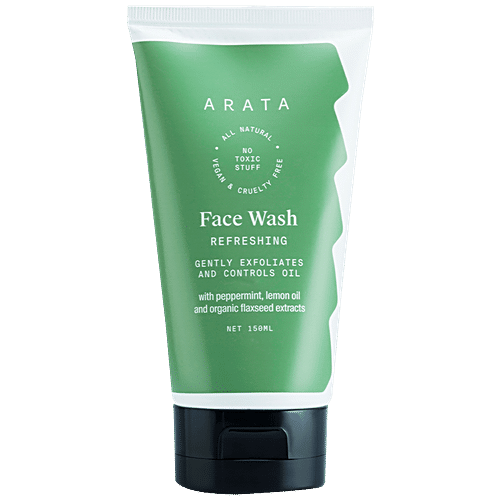 ARATA
ALL NATURAL
VEGAN & CRUELTY FREE
NO
TOXIC
STUFF
Face Wash
REFRESHING
GENTLY EXFOLIATES
AND CONTROLS OIL
with peppermint, lemon oil
and organic flaxseed extracts
NET 150ML